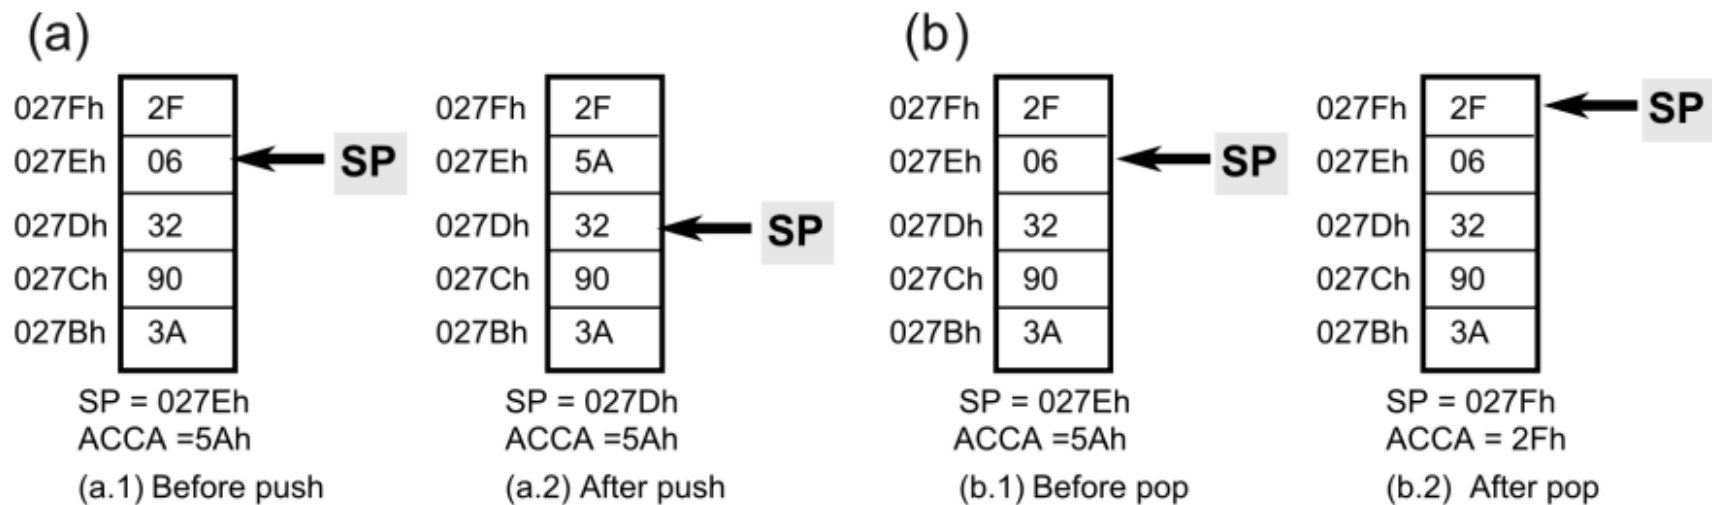 (a)
(b)
027Fh 2F 027Fh 2F 027Fh 2F 027Fh 2F SP
027Eh 06 SP 027Eh 5A 027Eh 06 SP 027Eh 06
027Dh 32 027Dh 32 SP 027Dh 32 027Dh 32
027Ch 90 027Ch 90 027Ch 90 027Ch 90
027Bh 3A 027Bh 3A 027Bh 3A 027Bh 3A
SP = 027Eh SP = 027Dh SP = 027Eh SP = 027Fh
ACCA =5Ah ACCA =5Ah ACCA =5Ah ACCA = 2Fh
(a.1) Before push (a.2) After push (b.1) Before pop (b.2) After pop